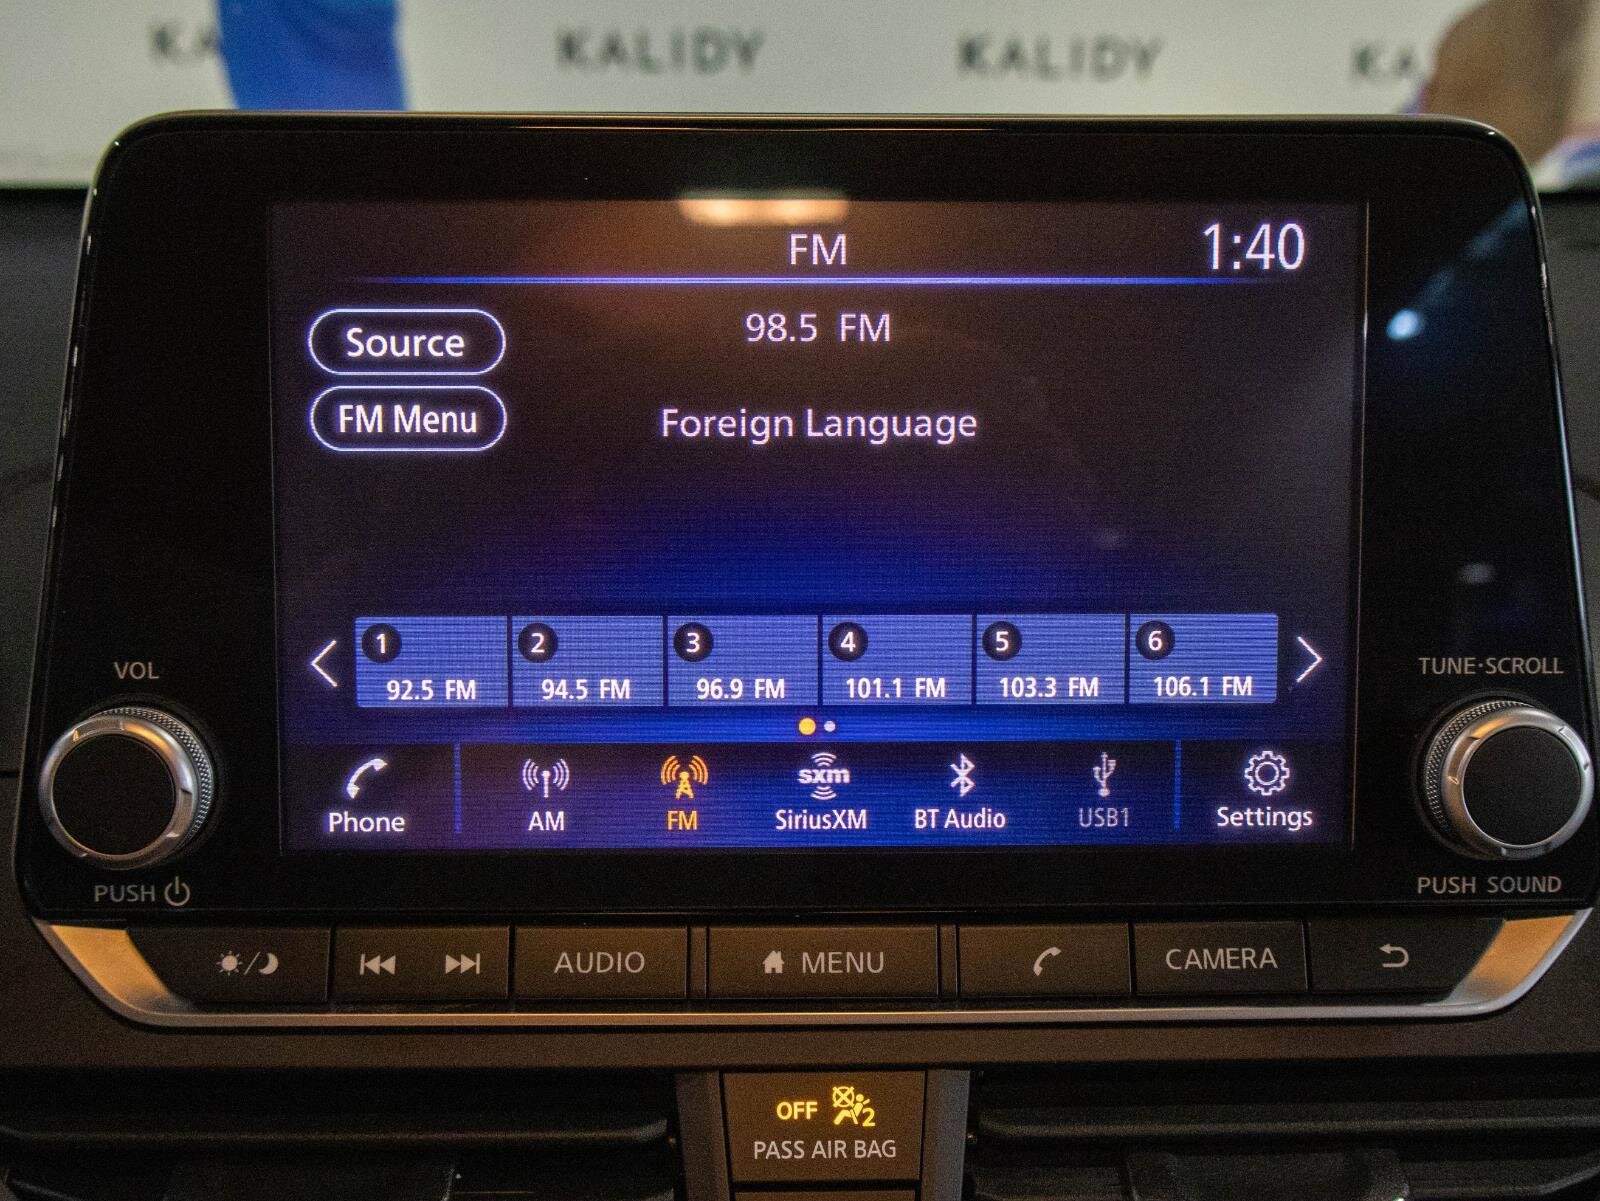 KA KALIDY KALIDY KA
FM 1:40
Source
98.5 FM
FM Menu
Foreign Language
1 2 3 4 5 6
92.5 FM 94.5 FM 96.9 FM 101.1 FM 103.3 FM 106.1 FM
VOL
TUNE·SCROLL
sxm
Phone AM FM SiriusXM BT Audio USB1 Settings
PUSH
PUSH SOUND
AUDIO MENU CAMERA
OFF 2
PASS AIR BAG